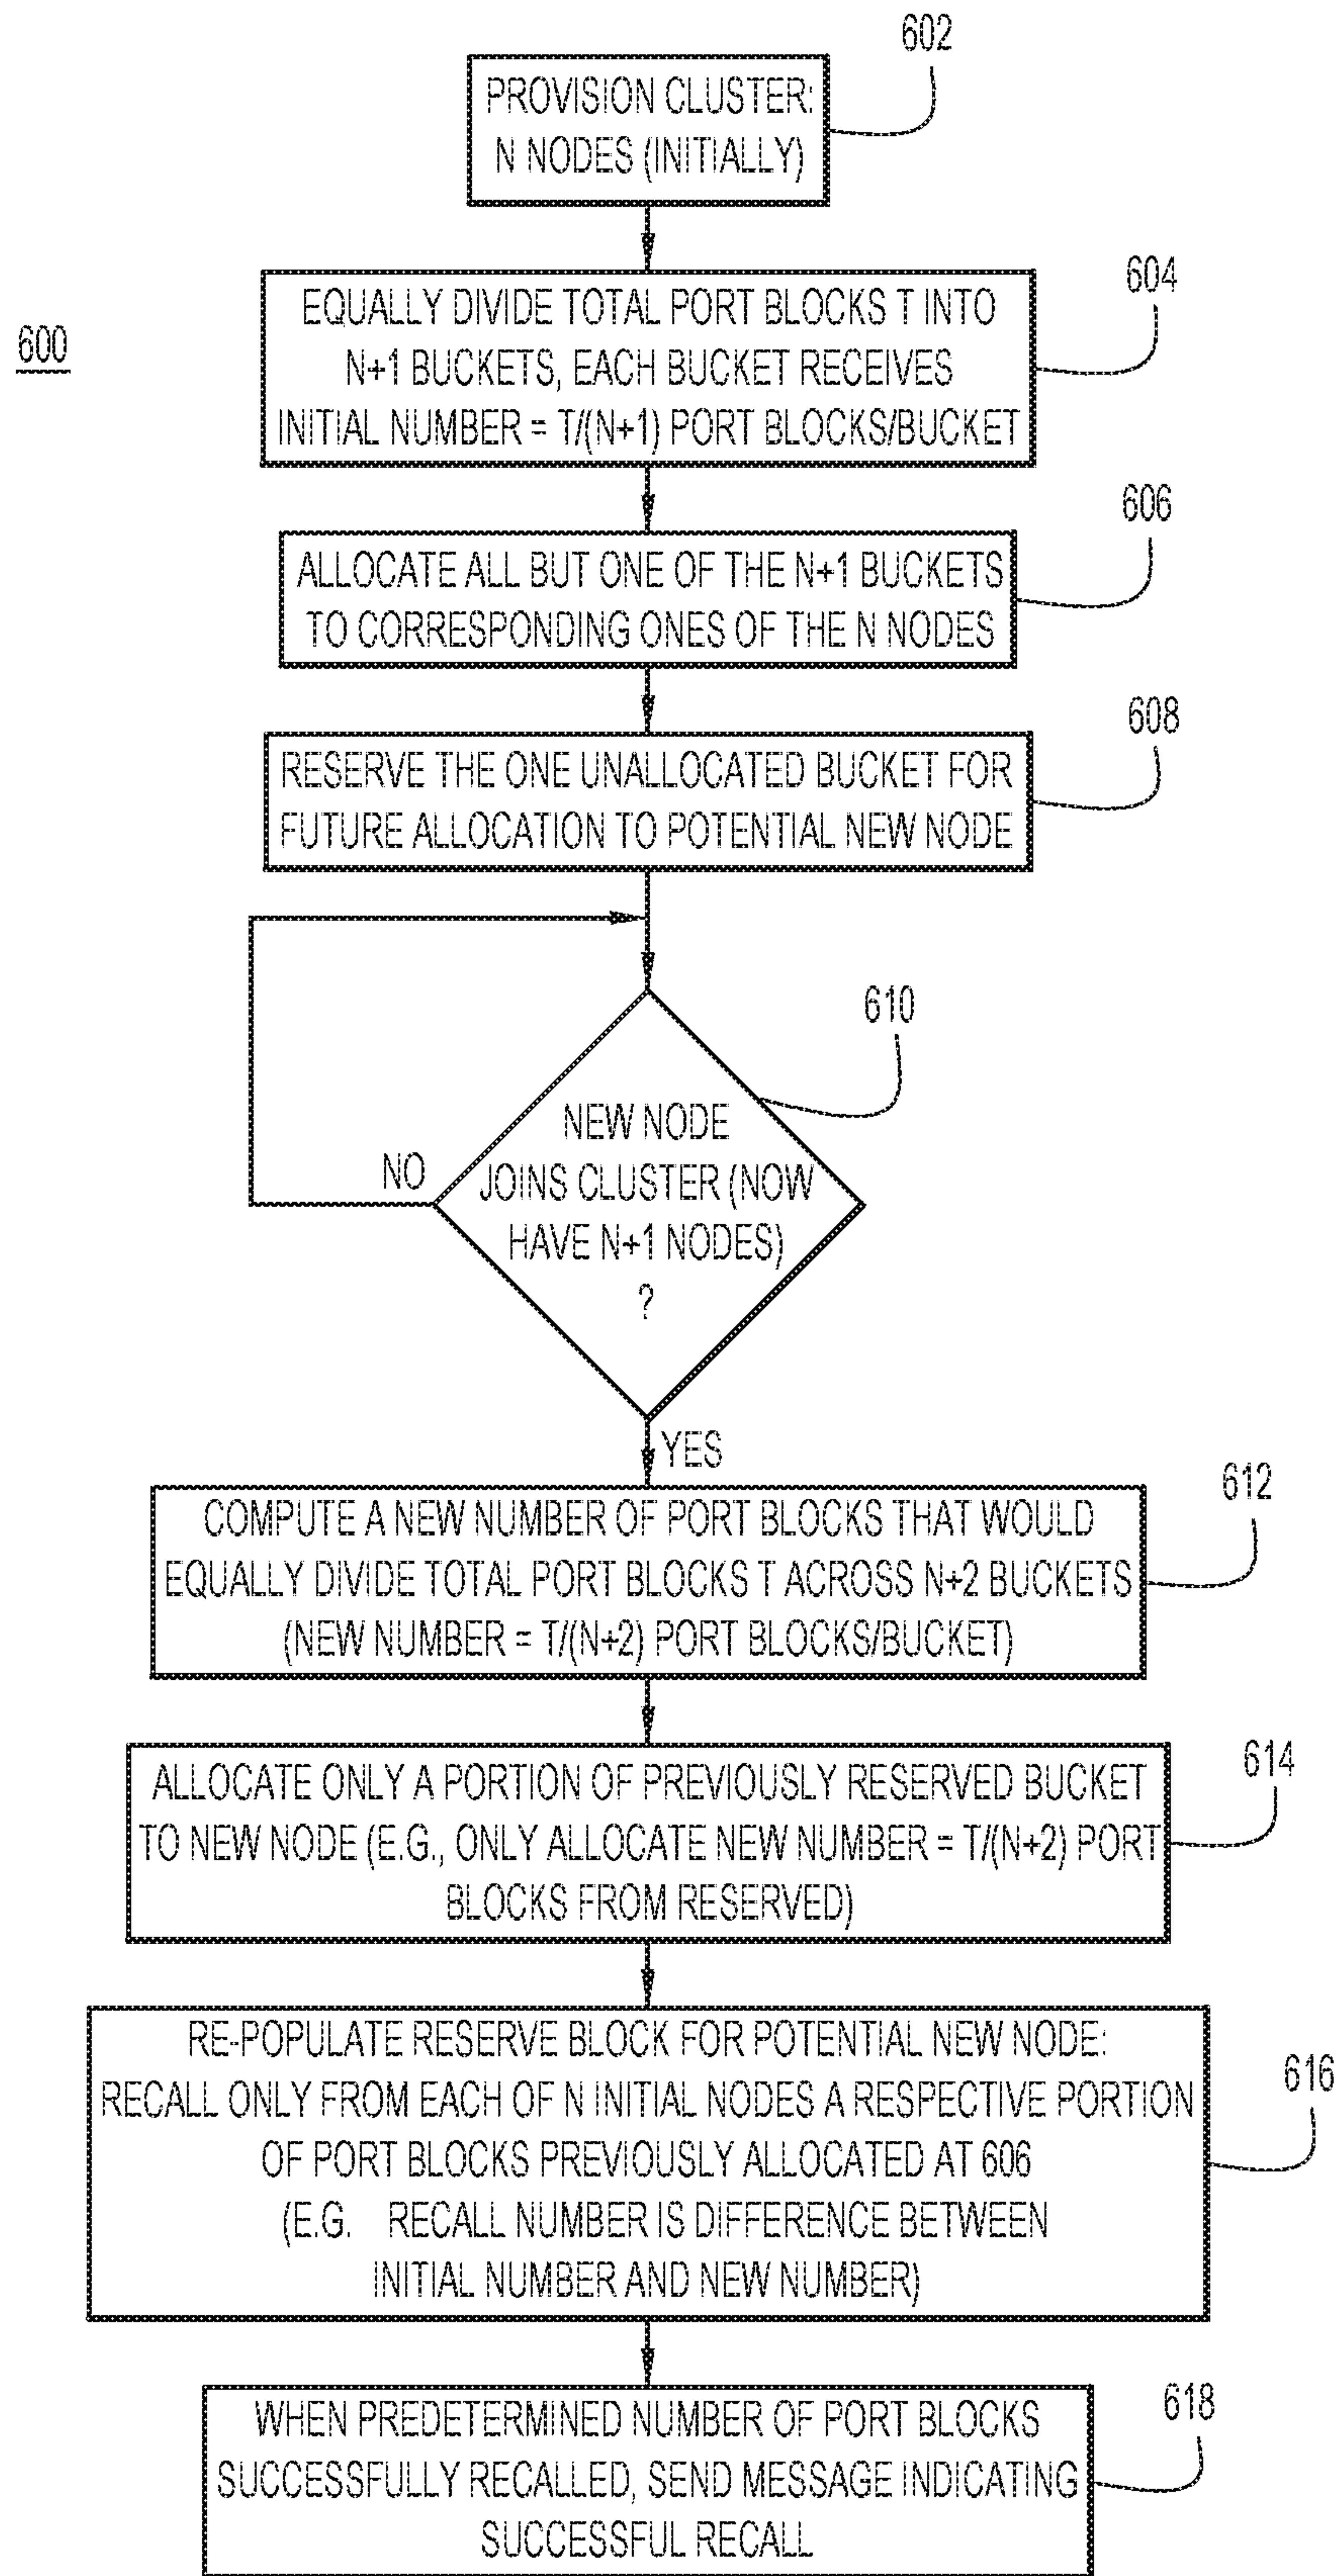 602
PROVISION CLUSTER:
N NODES (INITIALLY)
604
EQUALLY DIVIDE TOTAL PORT BLOCKS T INTO
N+1 BUCKETS, EACH BUCKET RECEIVES
INITIAL NUMBER = T/(N+1) PORT BLOCKS/BUCKET
600
606
ALLOCATE ALL BUT ONE OF THE N+1 BUCKETS
TO CORRESPONDING ONES OF THE N NODES
608
RESERVE THE ONE UNALLOCATED BUCKET FOR
FUTURE ALLOCATION TO POTENTIAL NEW NODE
610
NEW NODE
JOINS CLUSTER (NOW
HAVE N+1 NODES)
?
NO
YES
612
COMPUTE A NEW NUMBER OF PORT BLOCKS THAT WOULD
EQUALLY DIVIDE TOTAL PORT BLOCKS T ACROSS N+2 BUCKETS
(NEW NUMBER = T/(N+2) PORT BLOCKS/BUCKET)
614
ALLOCATE ONLY A PORTION OF PREVIOUSLY RESERVED BUCKET
TO NEW NODE (E.G., ONLY ALLOCATE NEW NUMBER = T/(N+2) PORT
BLOCKS FROM RESERVED)
616
RE-POPULATE RESERVE BLOCK FOR POTENTIAL NEW NODE:
RECALL ONLY FROM EACH OF N INITIAL NODES A RESPECTIVE PORTION
OF PORT BLOCKS PREVIOUSLY ALLOCATED AT 606
(E.G. RECALL NUMBER IS DIFFERENCE BETWEEN
INITIAL NUMBER AND NEW NUMBER)
618
WHEN PREDETERMINED NUMBER OF PORT BLOCKS
SUCCESSFULLY RECALLED, SEND MESSAGE INDICATING
SUCCESSFUL RECALL